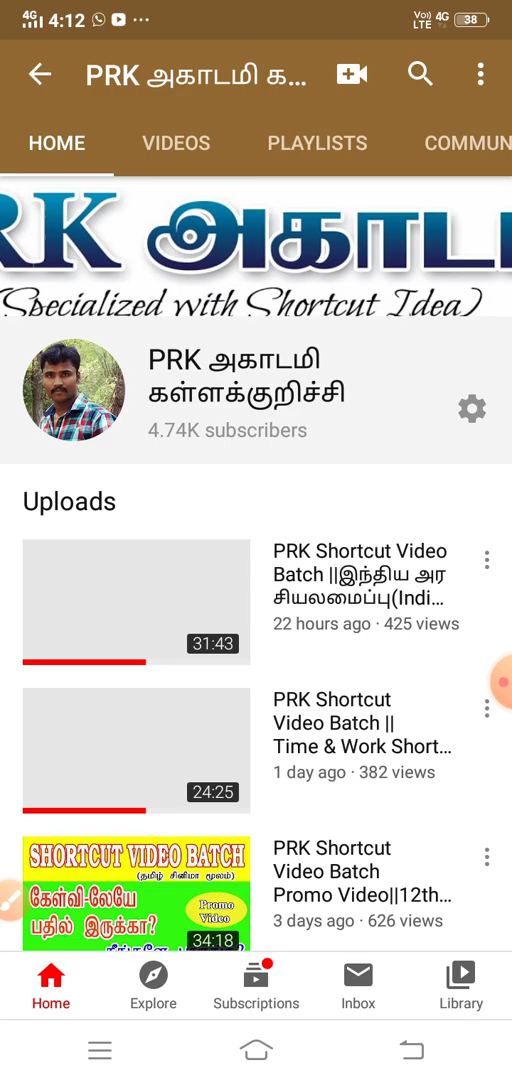 4G 4:12 ... Vo)) LTE 4G 38
PRK அகாடமி க...
HOME VIDEOS PLAYLISTS COMMUN
RK அகாட
(Specialized with Shortcut Idea)
PRK அகாடமி
கள்ளக்குறிச்சி
4.74K subscribers
Uploads
PRK Shortcut Video
Batch ||இந்திய அர
சியலமைப்பு(Indi...
22 hours ago · 425 views
31:43
PRK Shortcut
Video Batch ||
Time & Work Short...
1 day ago · 382 views
24:25
SHORTCUT VIDEO BATCH
(தமிழ் சினிமா மூலம்)
கேள்வி-லேயே
பதில் இருக்கா?
Promo
Video
34:18
PRK Shortcut
Video Batch
Promo Video||12th...
3 days ago · 626 views
Home Explore Subscriptions Inbox Library